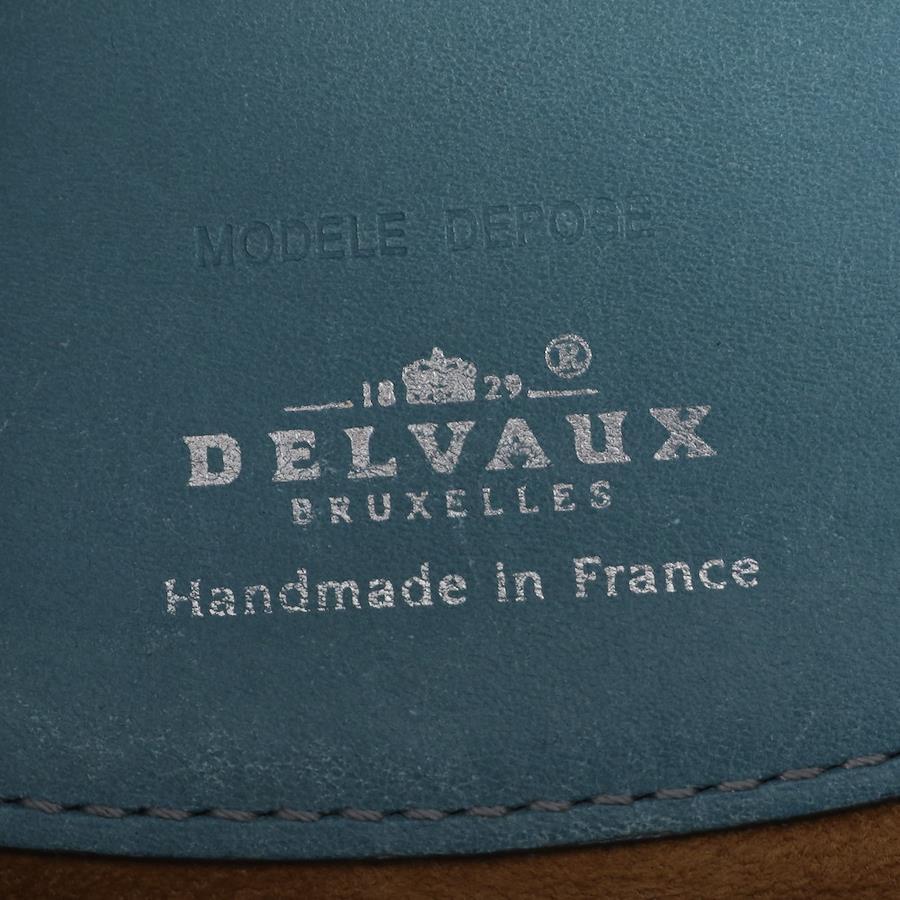 MODELE DEPOSE
18 29 ®
DELVAUX
BRUXELLES
Handmade in France